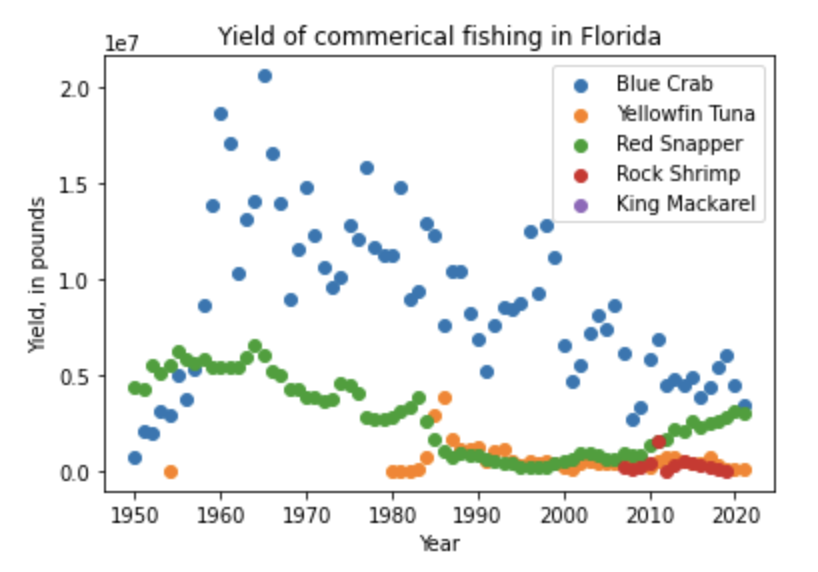 Yield of commerical fishing in Florida
1e7
Blue Crab
Yellowfin Tuna
Red Snapper
Rock Shrimp
King Mackarel
2.0
1.5
1.0
0.5
0.0
Yield, in pounds
1950 1960 1970 1980 1990 2000 2010 2020
Year